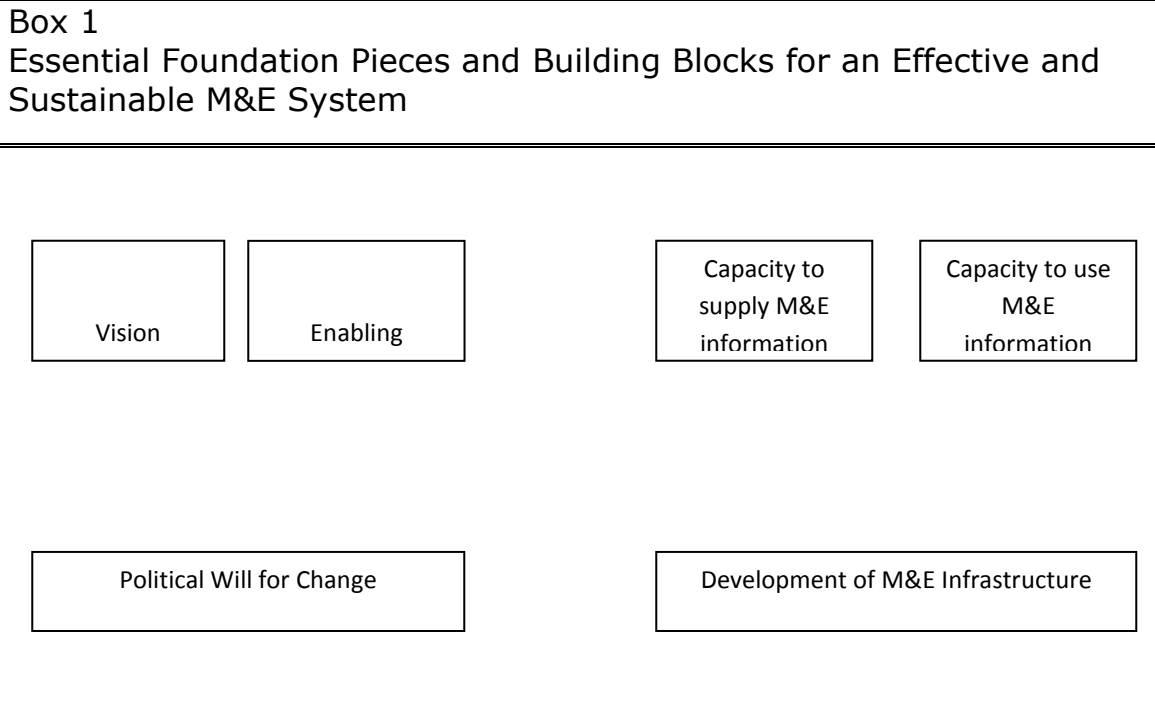 Box 1
Essential Foundation Pieces and Building Blocks for an Effective and
Sustainable M&E System
Vision
Enabling
Capacity to
supply M&E
information
Capacity to use
M&E
information
Political Will for Change
Development of M&E Infrastructure